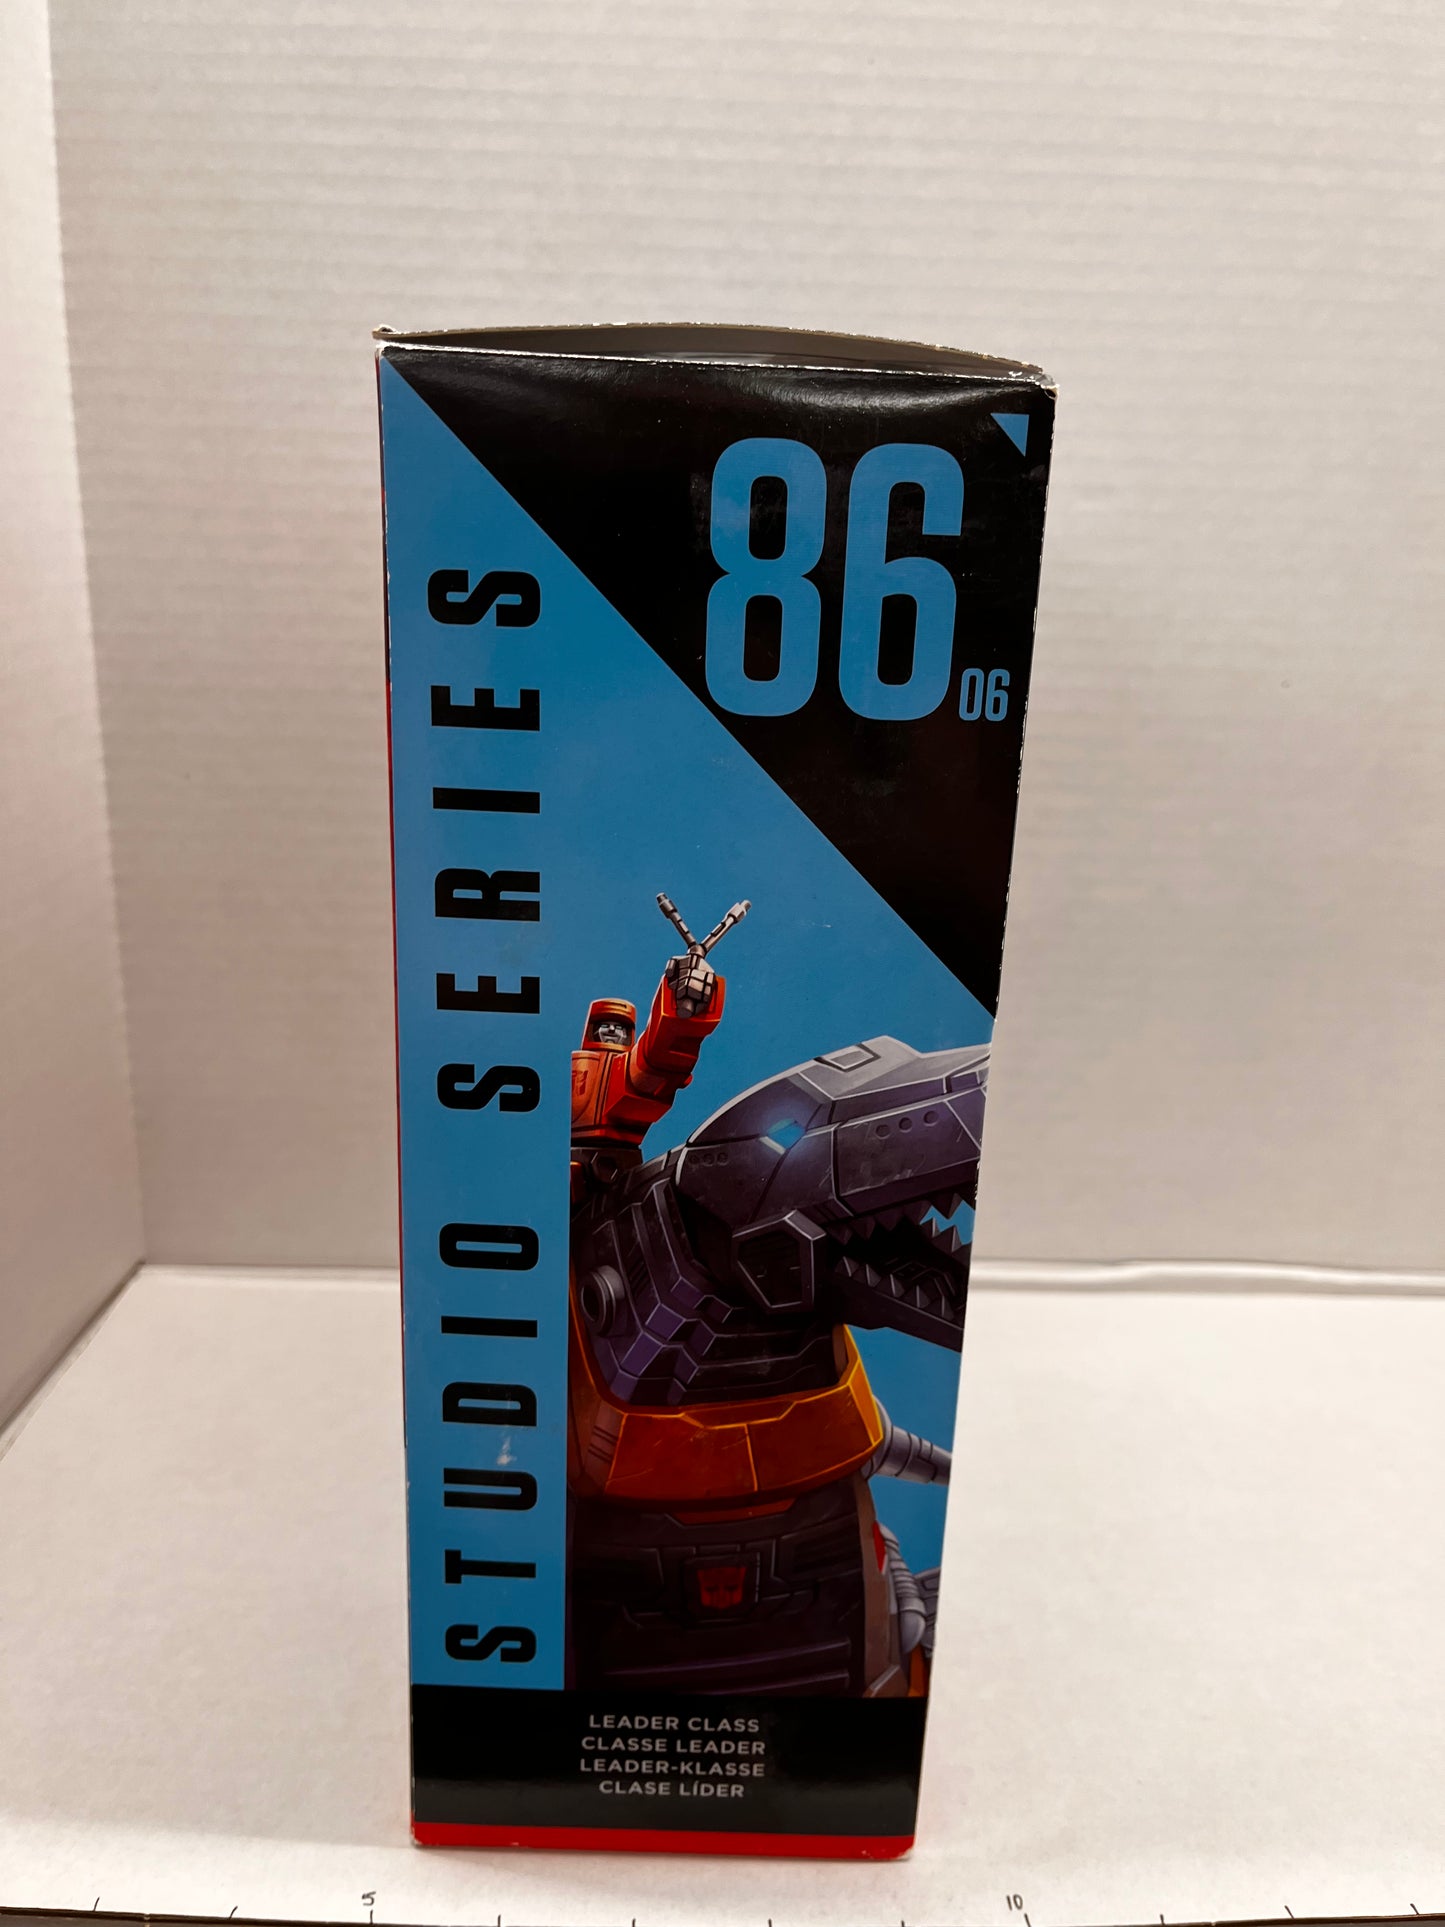 86
06
STUDIO SERIES
LEADER CLASS
CLASSE LEADER
LEADER-KLASSE
CLASE LÍDER
5
10